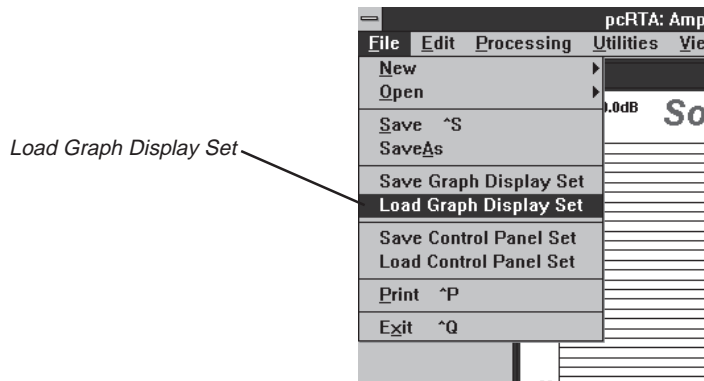 pcRTA: Amp
File Edit Processing Utilities Vie
New
Open
.0dB So
Save ^S
SaveAs
Load Graph Display Set
Save Graph Display Set
Load Graph Display Set
Save Control Panel Set
Load Control Panel Set
Print ^P
Exit ^Q